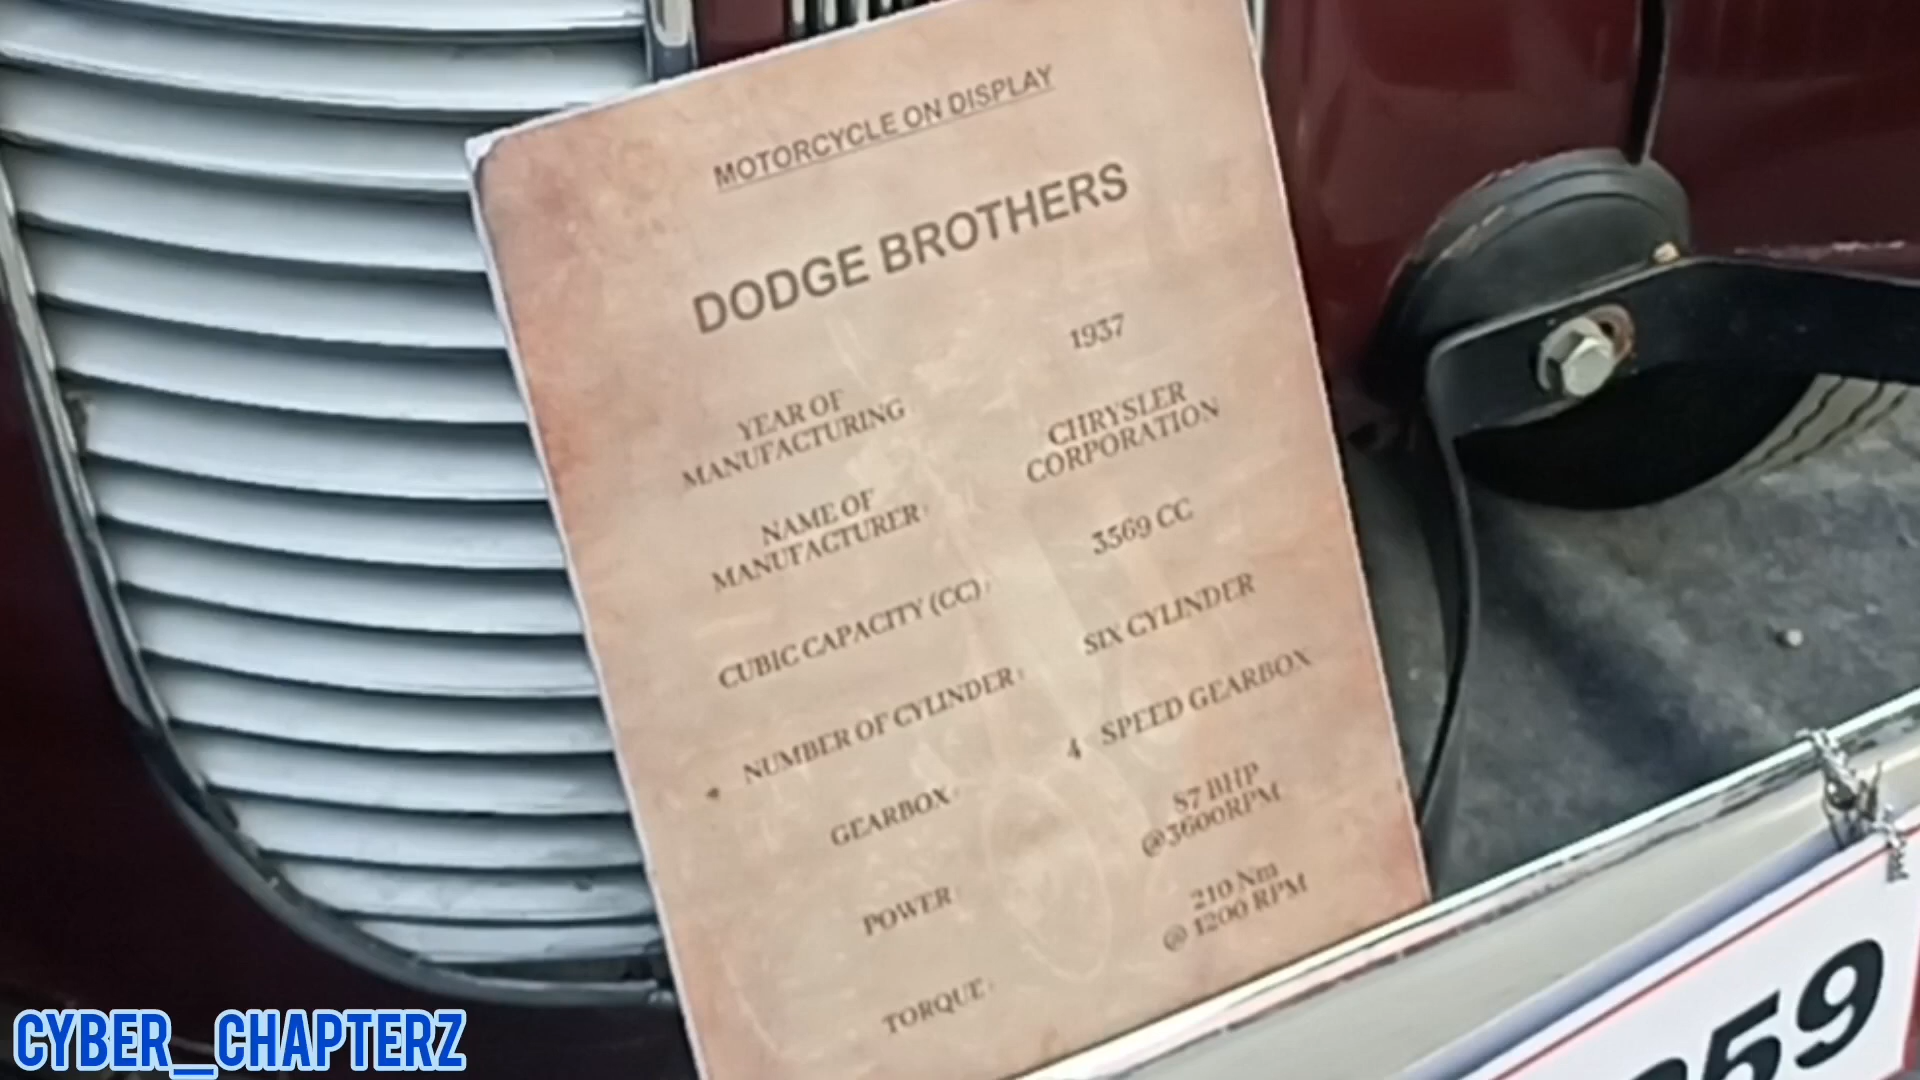 MOTORCYCLE ON DISPLAY
DODGE BROTHERS
YEAR OF
MANUFACTURING
1937
NAME OF
MANUFACTURER:
CHRYSLER
CORPORATION
CUBIC CAPACITY (CC):
3569 CC
NUMBER OF CYLINDER:
SIX CYLINDER
GEARBOX:
4 SPEED GEARBOX
POWER:
87 BHP
@3600RPM
TORQUE:
210 Nm
@ 1200 RPM
59
CYBER_CHAPTERZ